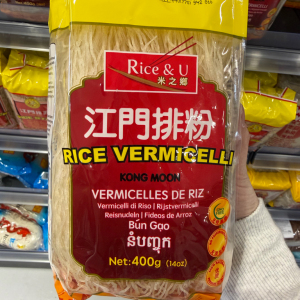 Rice & U
米之鄉
江門排粉
RICE VERMICELLI
KONG MOON
VERMICELLES DE RIZ
Vermicelli di Riso | Rijstvermicelli
Reisnudeln | Fideos de Arroz
Bún Gạo
នំបញ្ចុក
Net: 400g (14oz)